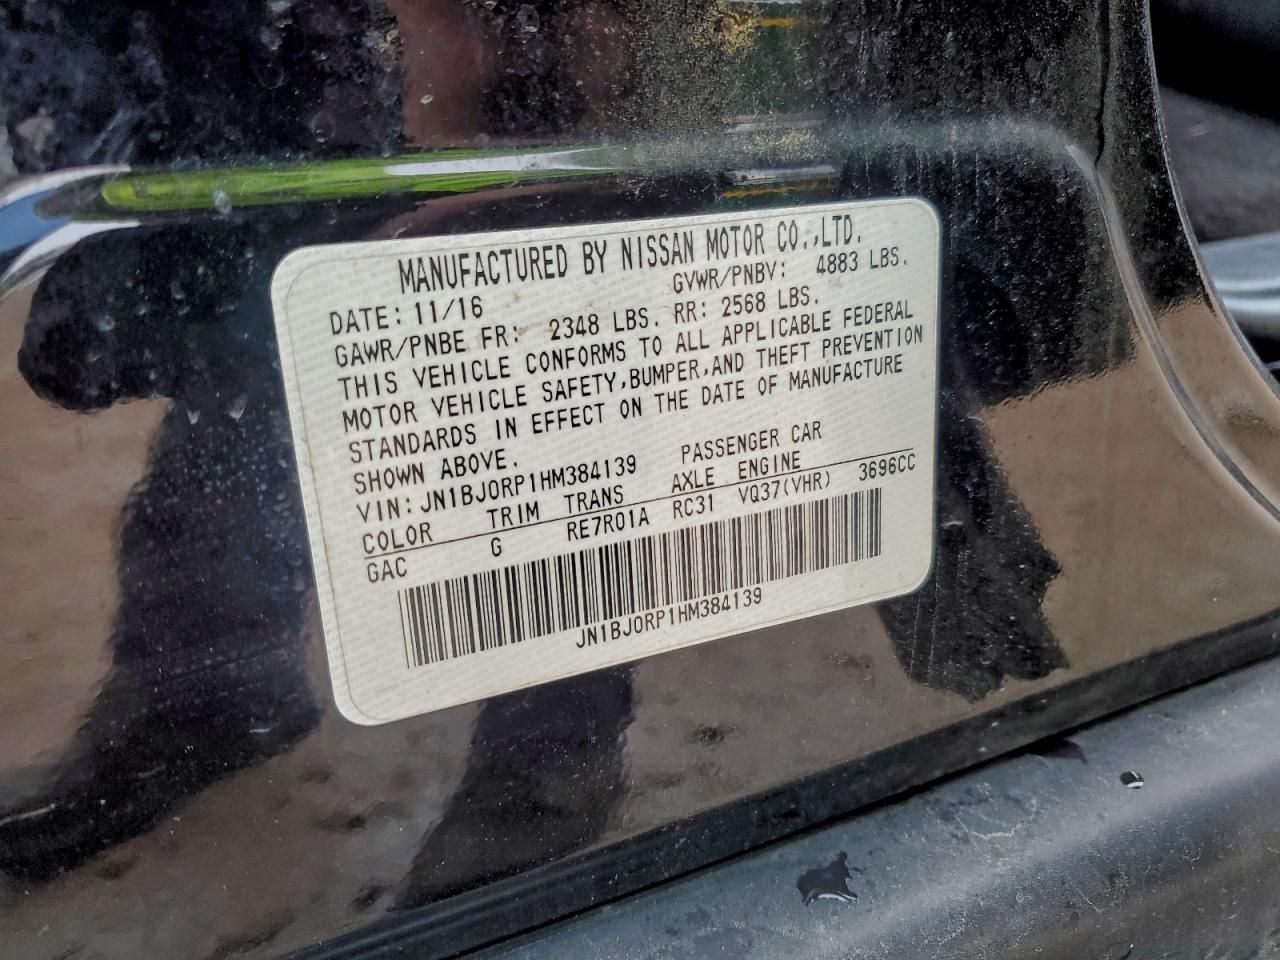 MANUFACTURED BY NISSAN MOTOR CO.,LTD.
DATE: 11/16 GVWR/PNBV: 4883 LBS.
GAWR/PNBE FR: 2348 LBS. RR: 2568 LBS.
THIS VEHICLE CONFORMS TO ALL APPLICABLE FEDERAL
MOTOR VEHICLE SAFETY,BUMPER,AND THEFT PREVENTION
STANDARDS IN EFFECT ON THE DATE OF MANUFACTURE
SHOWN ABOVE.
VIN: JN1BJ0RP1HM384139 PASSENGER CAR
COLOR TRIM TRANS AXLE ENGINE
GAC G RE7R01A RC31 VQ37(VHR) 3696CC
JN1BJ0RP1HM384139